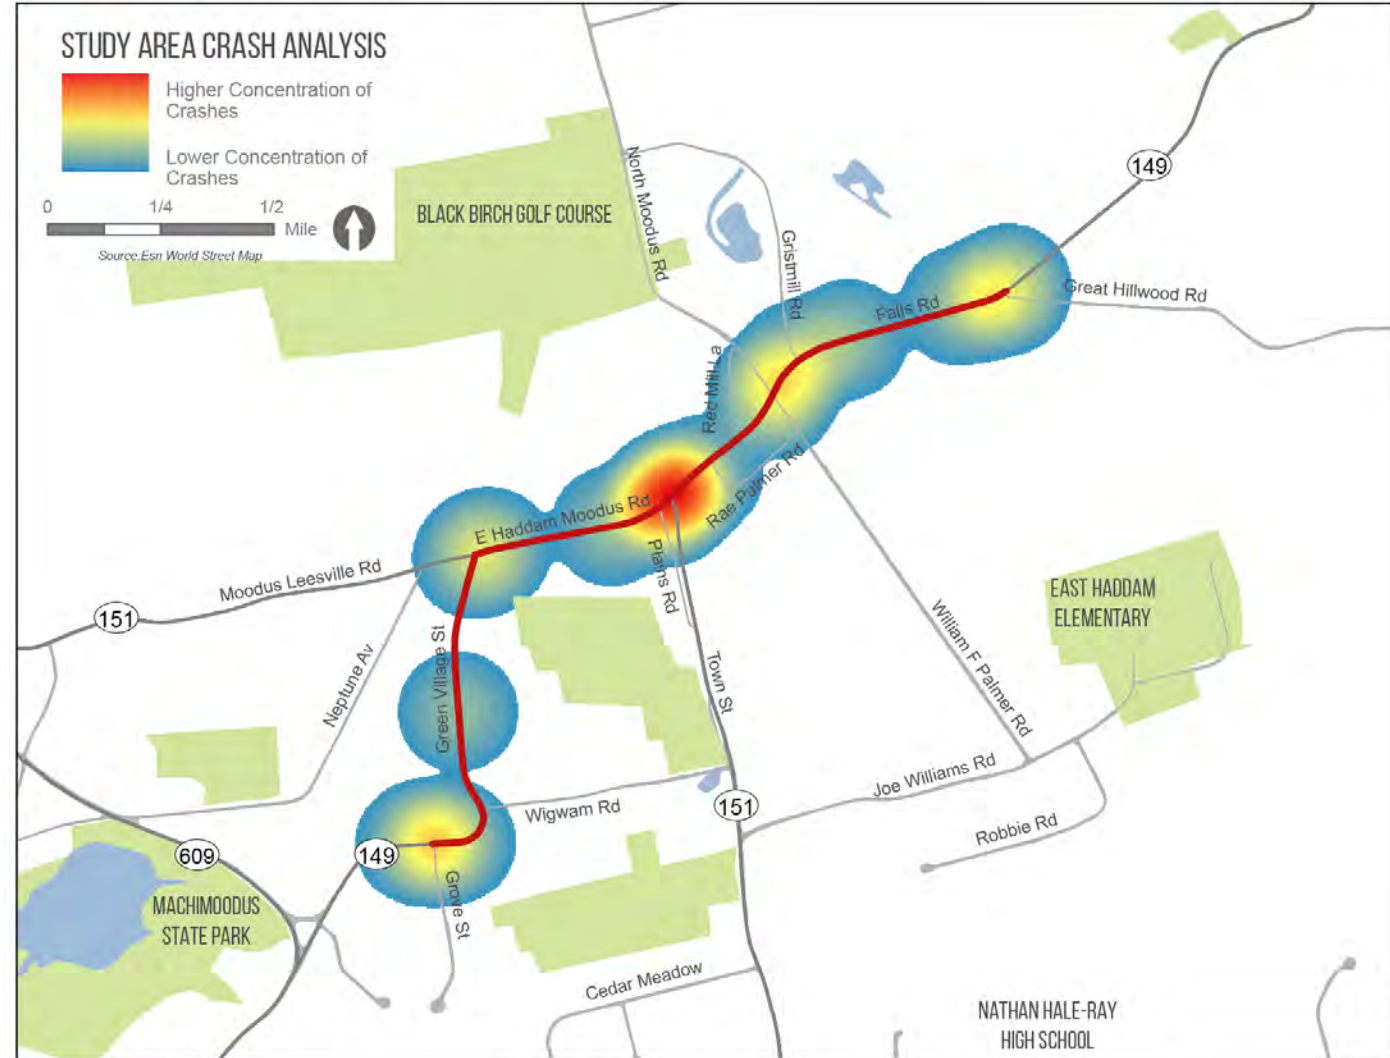 STUDY AREA CRASH ANALYSIS
Higher Concentration of
Crashes
Lower Concentration of
Crashes
0 1/4 1/2
Mile
Source:Esri World Street Map
BLACK BIRCH GOLF COURSE
North Moodus Rd
149
Gristmill Rd
Great Hillwood Rd
Falls Rd
Red Mill La
Rae Palmer Rd
E Haddam Moodus Rd
Moodus Leesville Rd
151
Plains Rd
EAST HADDAM
ELEMENTARY
William F Palmer Rd
Neptune Av
Green Village St
Town St
Joe Williams Rd
Wigwam Rd
151
Robbie Rd
609
149
MACHIMOODUS
STATE PARK
Grove St
Cedar Meadow
NATHAN HALE-RAY
HIGH SCHOOL